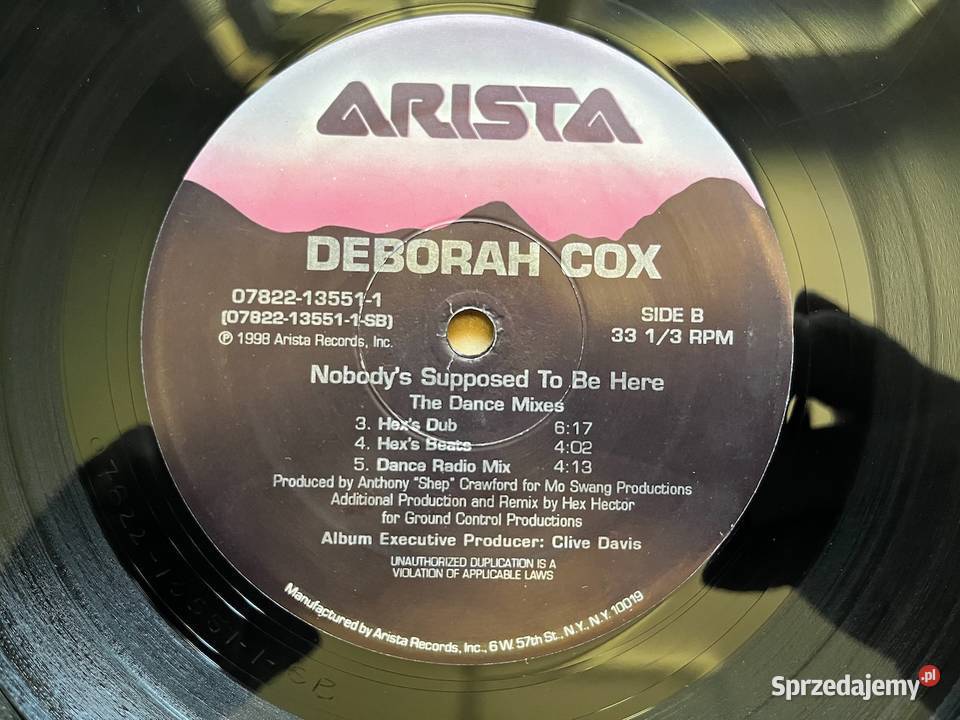 ARISTA
DEBORAH COX
07822-13551-1
(07822-13551-1-SB)
℗ 1998 Arista Records, Inc.
SIDE B
33 1/3 RPM
Nobody's Supposed To Be Here
The Dance Mixes
3. Hex's Dub 6:17
4. Hex's Beats 4:02
5. Dance Radio Mix 4:13
Produced by Anthony "Shep" Crawford for Mo Swang Productions
Additional Production and Remix by Hex Hector
for Ground Control Productions
Album Executive Producer: Clive Davis
UNAUTHORIZED DUPLICATION IS A
VIOLATION OF APPLICABLE LAWS
Manufactured by Arista Records, Inc., 6 W. 57th St., N.Y., N.Y. 10019
Sprzedajemy.pl